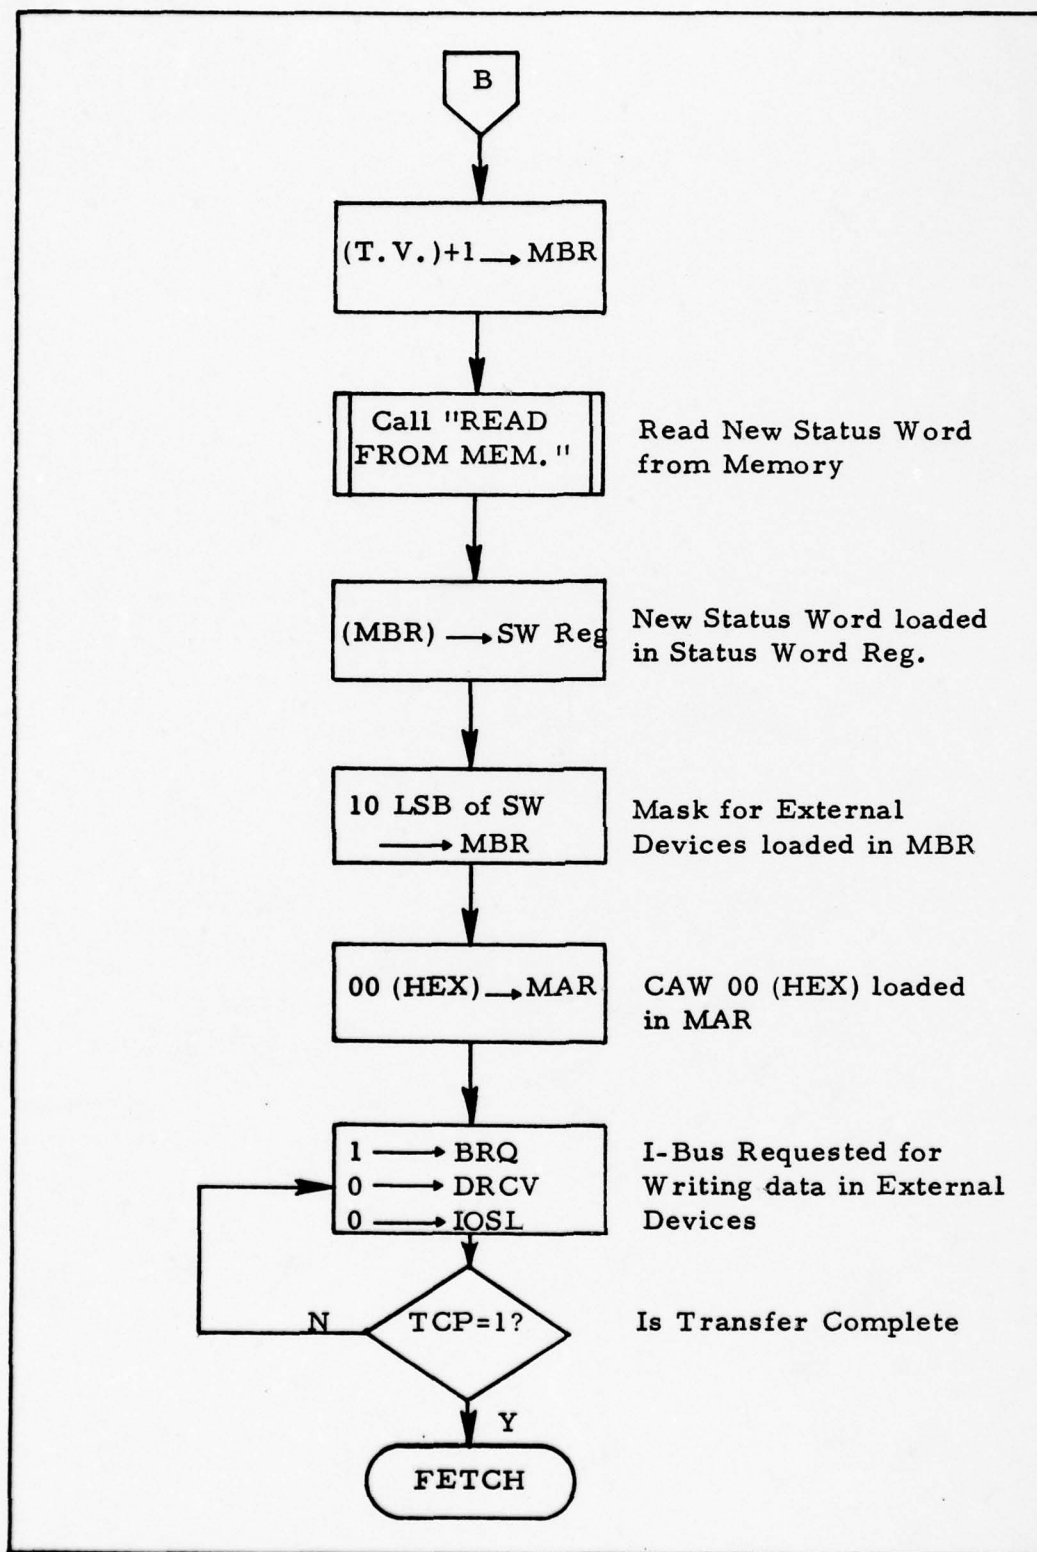 B
(T.V.)+1 → MBR
Call "READ
FROM MEM."
Read New Status Word
from Memory
(MBR) → SW Reg
New Status Word loaded
in Status Word Reg.
10 LSB of SW
→ MBR
Mask for External
Devices loaded in MBR
00 (HEX) → MAR
CAW 00 (HEX) loaded
in MAR
1 → BRQ
0 → DRCV
0 → IOSL
I-Bus Requested for
Writing data in External
Devices
N
TCP=1?
Is Transfer Complete
Y
FETCH